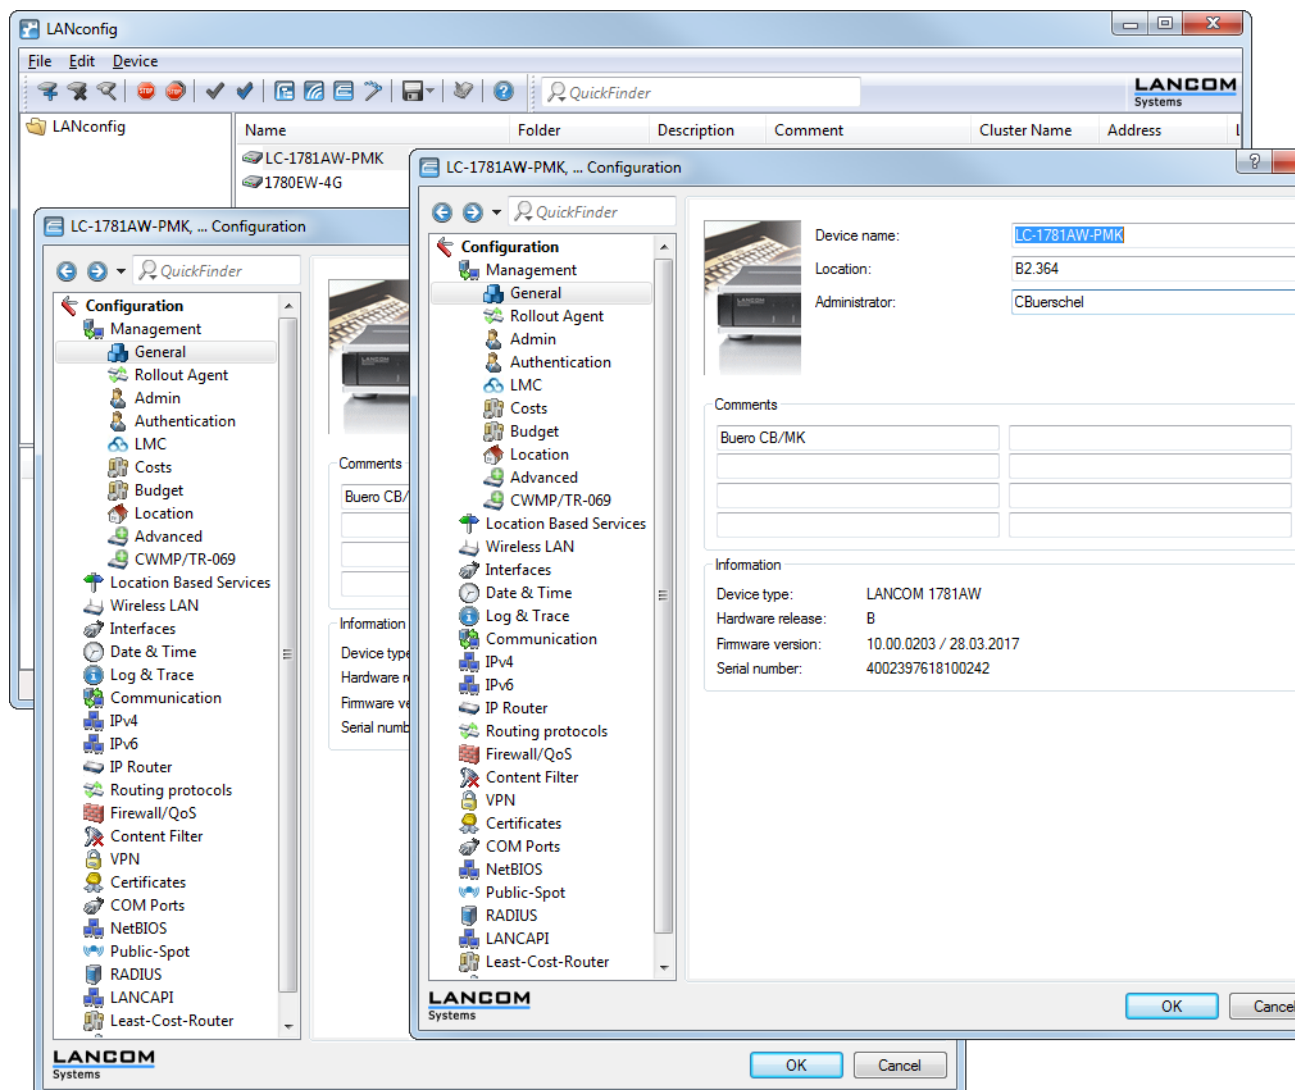 LANconfig
File Edit Device
QuickFinder
LANCOM
Systems
LANconfig
Name Folder Description Comment Cluster Name Address
LC-1781AW-PMK
1780EW-4G
LC-1781AW-PMK, ... Configuration
QuickFinder
Configuration
Management
General
Rollout Agent
Admin
Authentication
LMC
Costs
Budget
Location
Advanced
CWMP/TR-069
Location Based Services
Wireless LAN
Interfaces
Date & Time
Log & Trace
Communication
IPv4
IPv6
IP Router
Routing protocols
Firewall/QoS
Content Filter
VPN
Certificates
COM Ports
NetBIOS
Public-Spot
RADIUS
LANCAPI
Least-Cost-Router
Comments
Buero CB/
Information
Device type
Hardware r
Firmware ve
Serial numb
LANCOM
Systems
OK Cancel
LC-1781AW-PMK, ... Configuration
QuickFinder
Configuration
Management
General
Rollout Agent
Admin
Authentication
LMC
Costs
Budget
Location
Advanced
CWMP/TR-069
Location Based Services
Wireless LAN
Interfaces
Date & Time
Log & Trace
Communication
IPv4
IPv6
IP Router
Routing protocols
Firewall/QoS
Content Filter
VPN
Certificates
COM Ports
NetBIOS
Public-Spot
RADIUS
LANCAPI
Least-Cost-Router
Device name: LC-1781AW-PMK
Location: B2.364
Administrator: CBuerschel
Comments
Buero CB/MK
Information
Device type: LANCOM 1781AW
Hardware release: B
Firmware version: 10.00.0203 / 28.03.2017
Serial number: 4002397618100242
LANCOM
Systems
OK Cancel